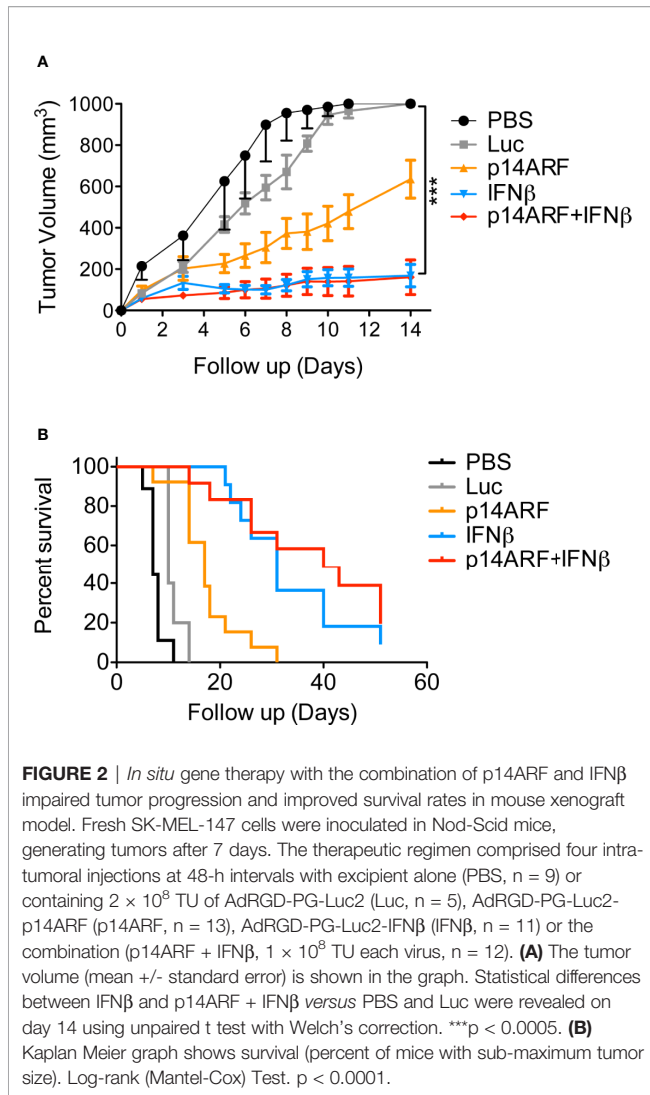 A
1000
800
600
400
200
0
Tumor Volume (mm³)
0 2 4 6 8 10 12 14
Follow up (Days)
PBS
Luc
p14ARF
IFNβ
p14ARF+IFNβ
***
B
100
80
60
40
20
0
Percent survival
0 20 40 60
Follow up (Days)
PBS
Luc
p14ARF
IFNβ
p14ARF+IFNβ
FIGURE 2 | In situ gene therapy with the combination of p14ARF and IFNβ
impaired tumor progression and improved survival rates in mouse xenograft
model. Fresh SK-MEL-147 cells were inoculated in Nod-Scid mice,
generating tumors after 7 days. The therapeutic regimen comprised four intra-
tumoral injections at 48-h intervals with excipient alone (PBS, n = 9) or
containing 2 × 10⁸ TU of AdRGD-PG-Luc2 (Luc, n = 5), AdRGD-PG-Luc2-
p14ARF (p14ARF, n = 13), AdRGD-PG-Luc2-IFNβ (IFNβ, n = 11) or the
combination (p14ARF + IFNβ, 1 × 10⁸ TU each virus, n = 12). (A) The tumor
volume (mean +/- standard error) is shown in the graph. Statistical differences
between IFNβ and p14ARF + IFNβ versus PBS and Luc were revealed on
day 14 using unpaired t test with Welch's correction. ***p < 0.0005. (B)
Kaplan Meier graph shows survival (percent of mice with sub-maximum tumor
size). Log-rank (Mantel-Cox) Test. p < 0.0001.